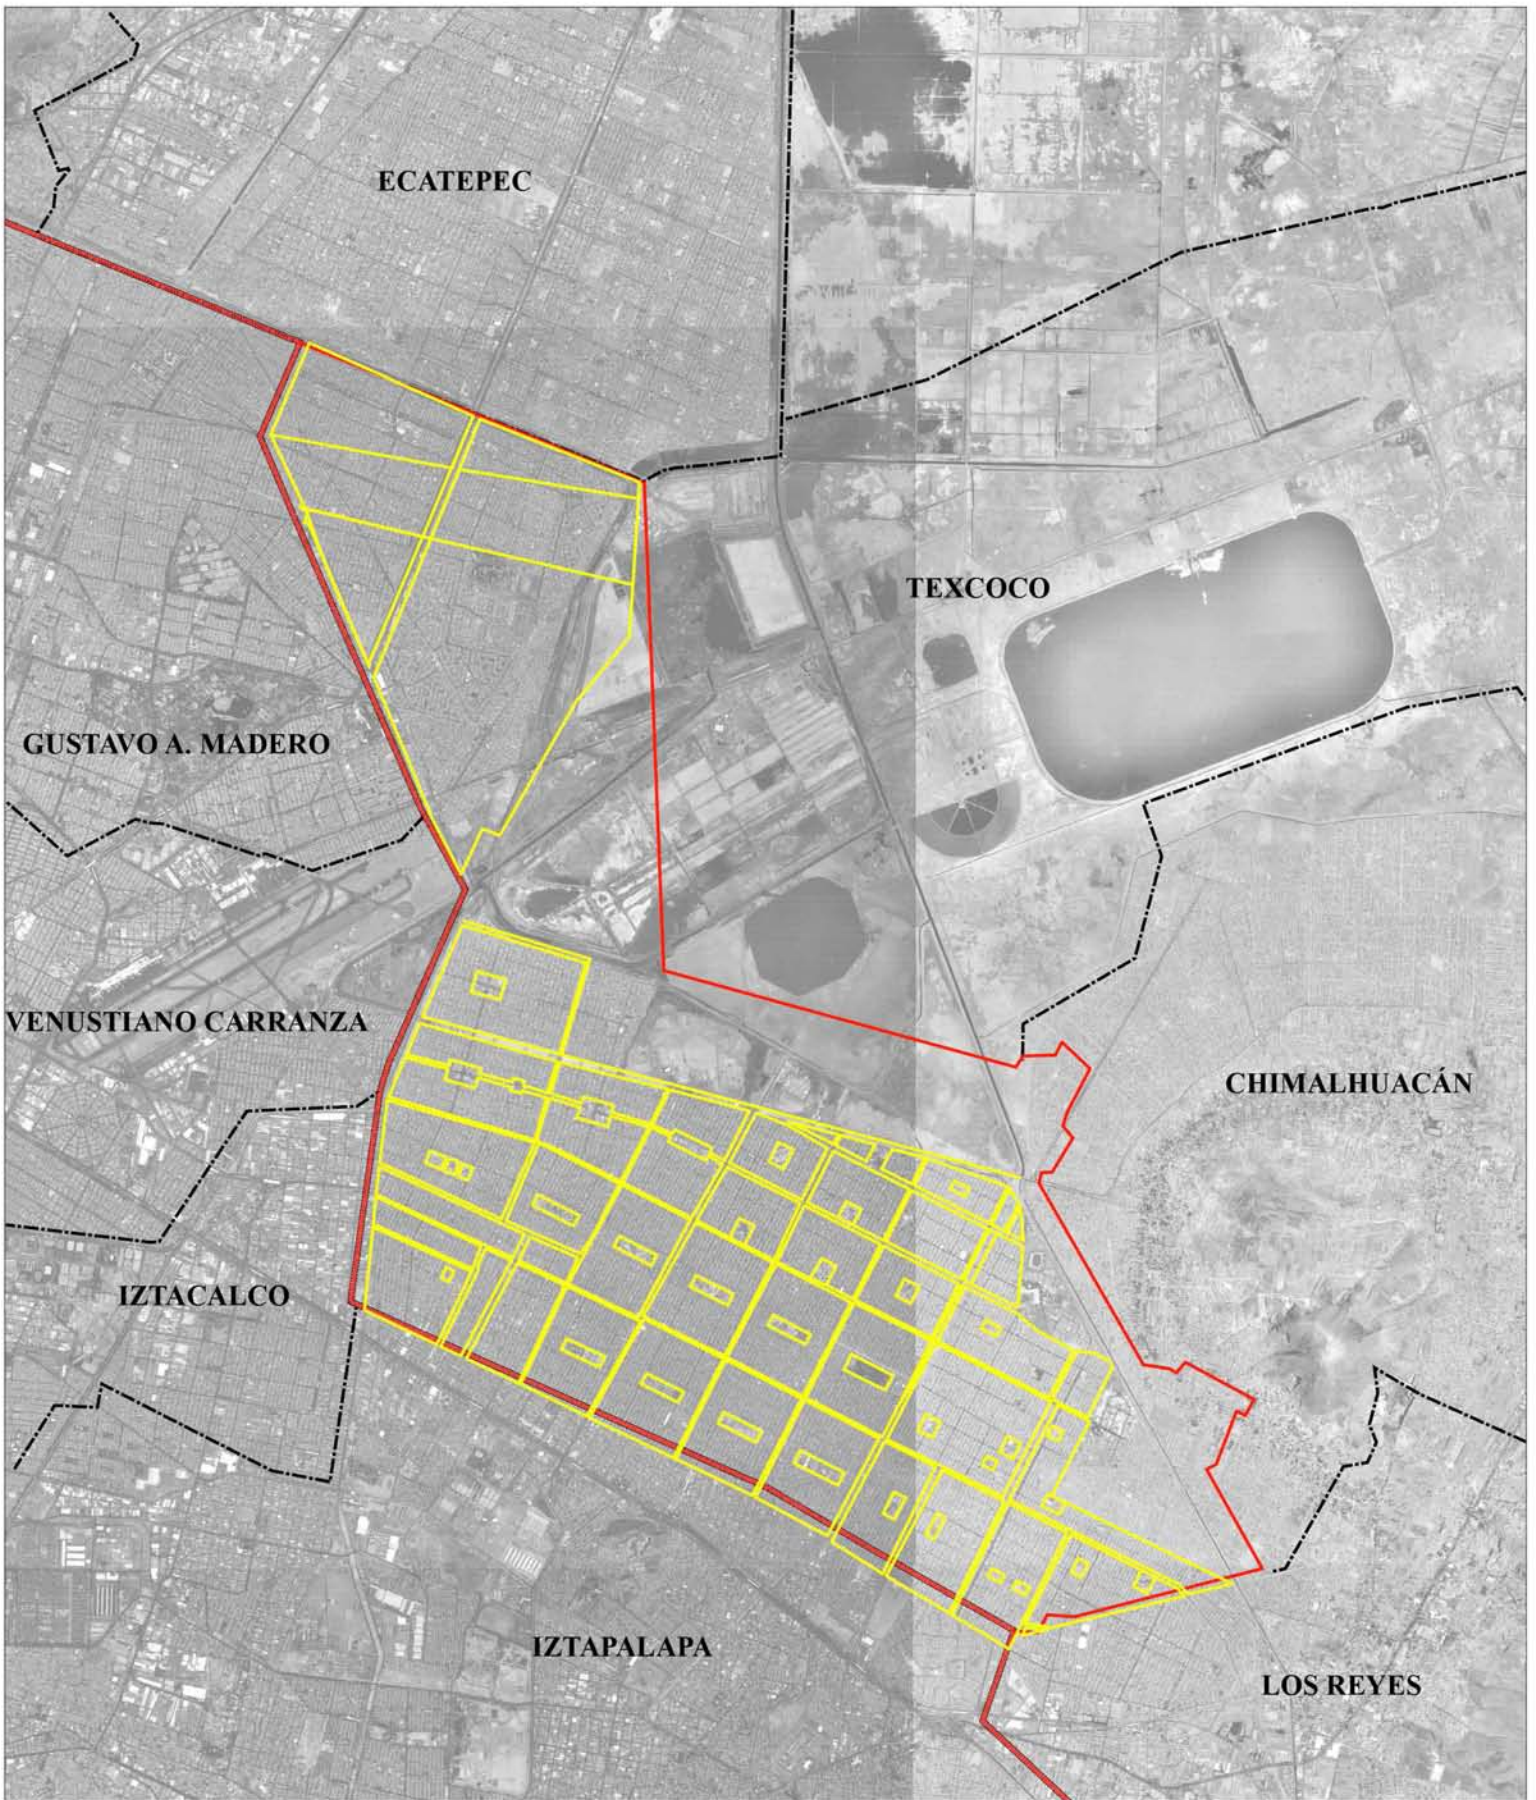 ECATEPEC
TEXCOCO
GUSTAVO A. MADERO
VENUSTIANO CARRANZA
CHIMALHUACÁN
IZTACALCO
IZTAPALAPA
LOS REYES